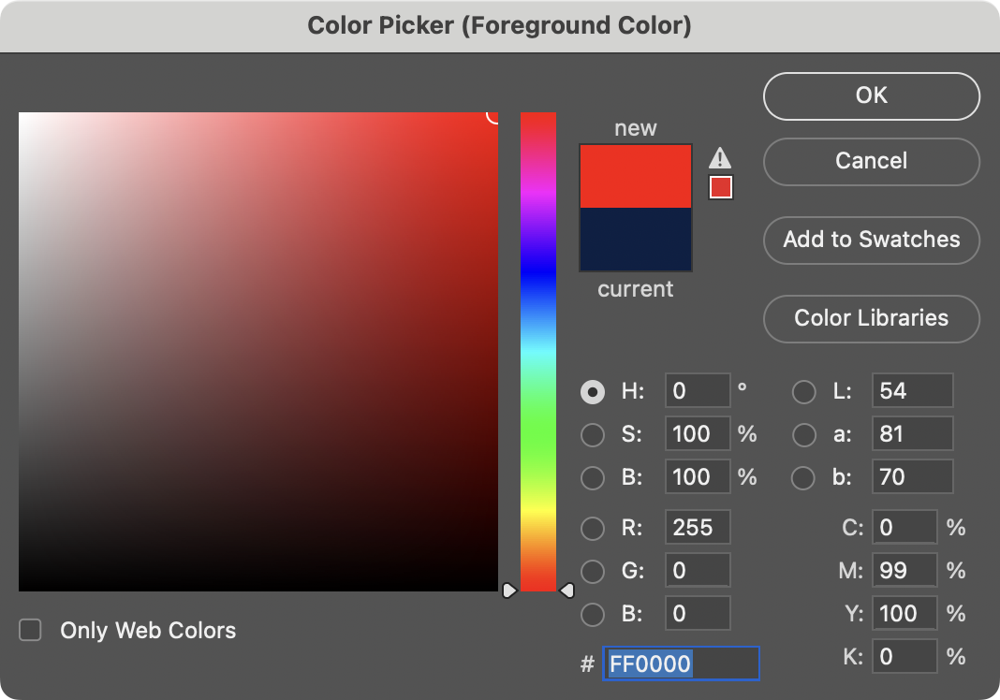 Color Picker (Foreground Color)
new
current
OK
Cancel
Add to Swatches
Color Libraries
H: 0 °
S: 100 %
B: 100 %
R: 255
G: 0
B: 0
# FF0000
L: 54
a: 81
b: 70
C: 0 %
M: 99 %
Y: 100 %
K: 0 %
Only Web Colors